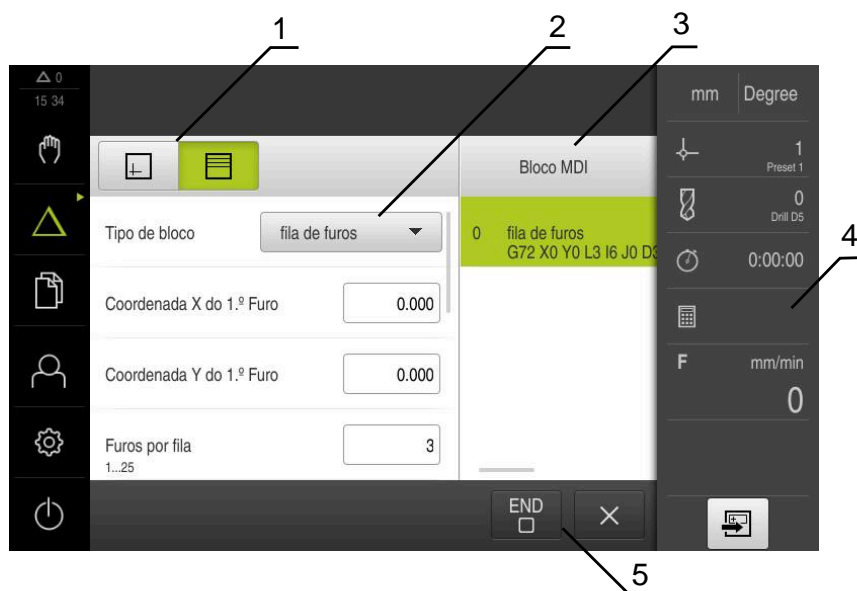 1
2
3
△ 0
15 34
mm Degree
1
Preset 1
Bloco MDI
0
Drill D5
Tipo de bloco
fila de furos
0 fila de furos
G72 X0 Y0 L3 I6 J0 D3
0:00:00
4
Coordenada X do 1.º Furo
0.000
Coordenada Y do 1.º Furo
0.000
F mm/min
0
Furos por fila
3
1...25
END
5